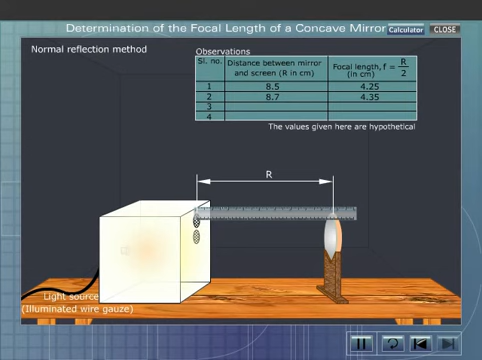 Determination of the Focal Length of a Concave Mirror
Calculator
CLOSE
Normal reflection method
Observations
Sl. no. Distance between mirror and screen (R in cm) Focal length, f = R/2 (in cm)
1 8.5 4.25
2 8.7 4.35
3
4
The values given here are hypothetical
R
Light source
(Illuminated wire gauze)